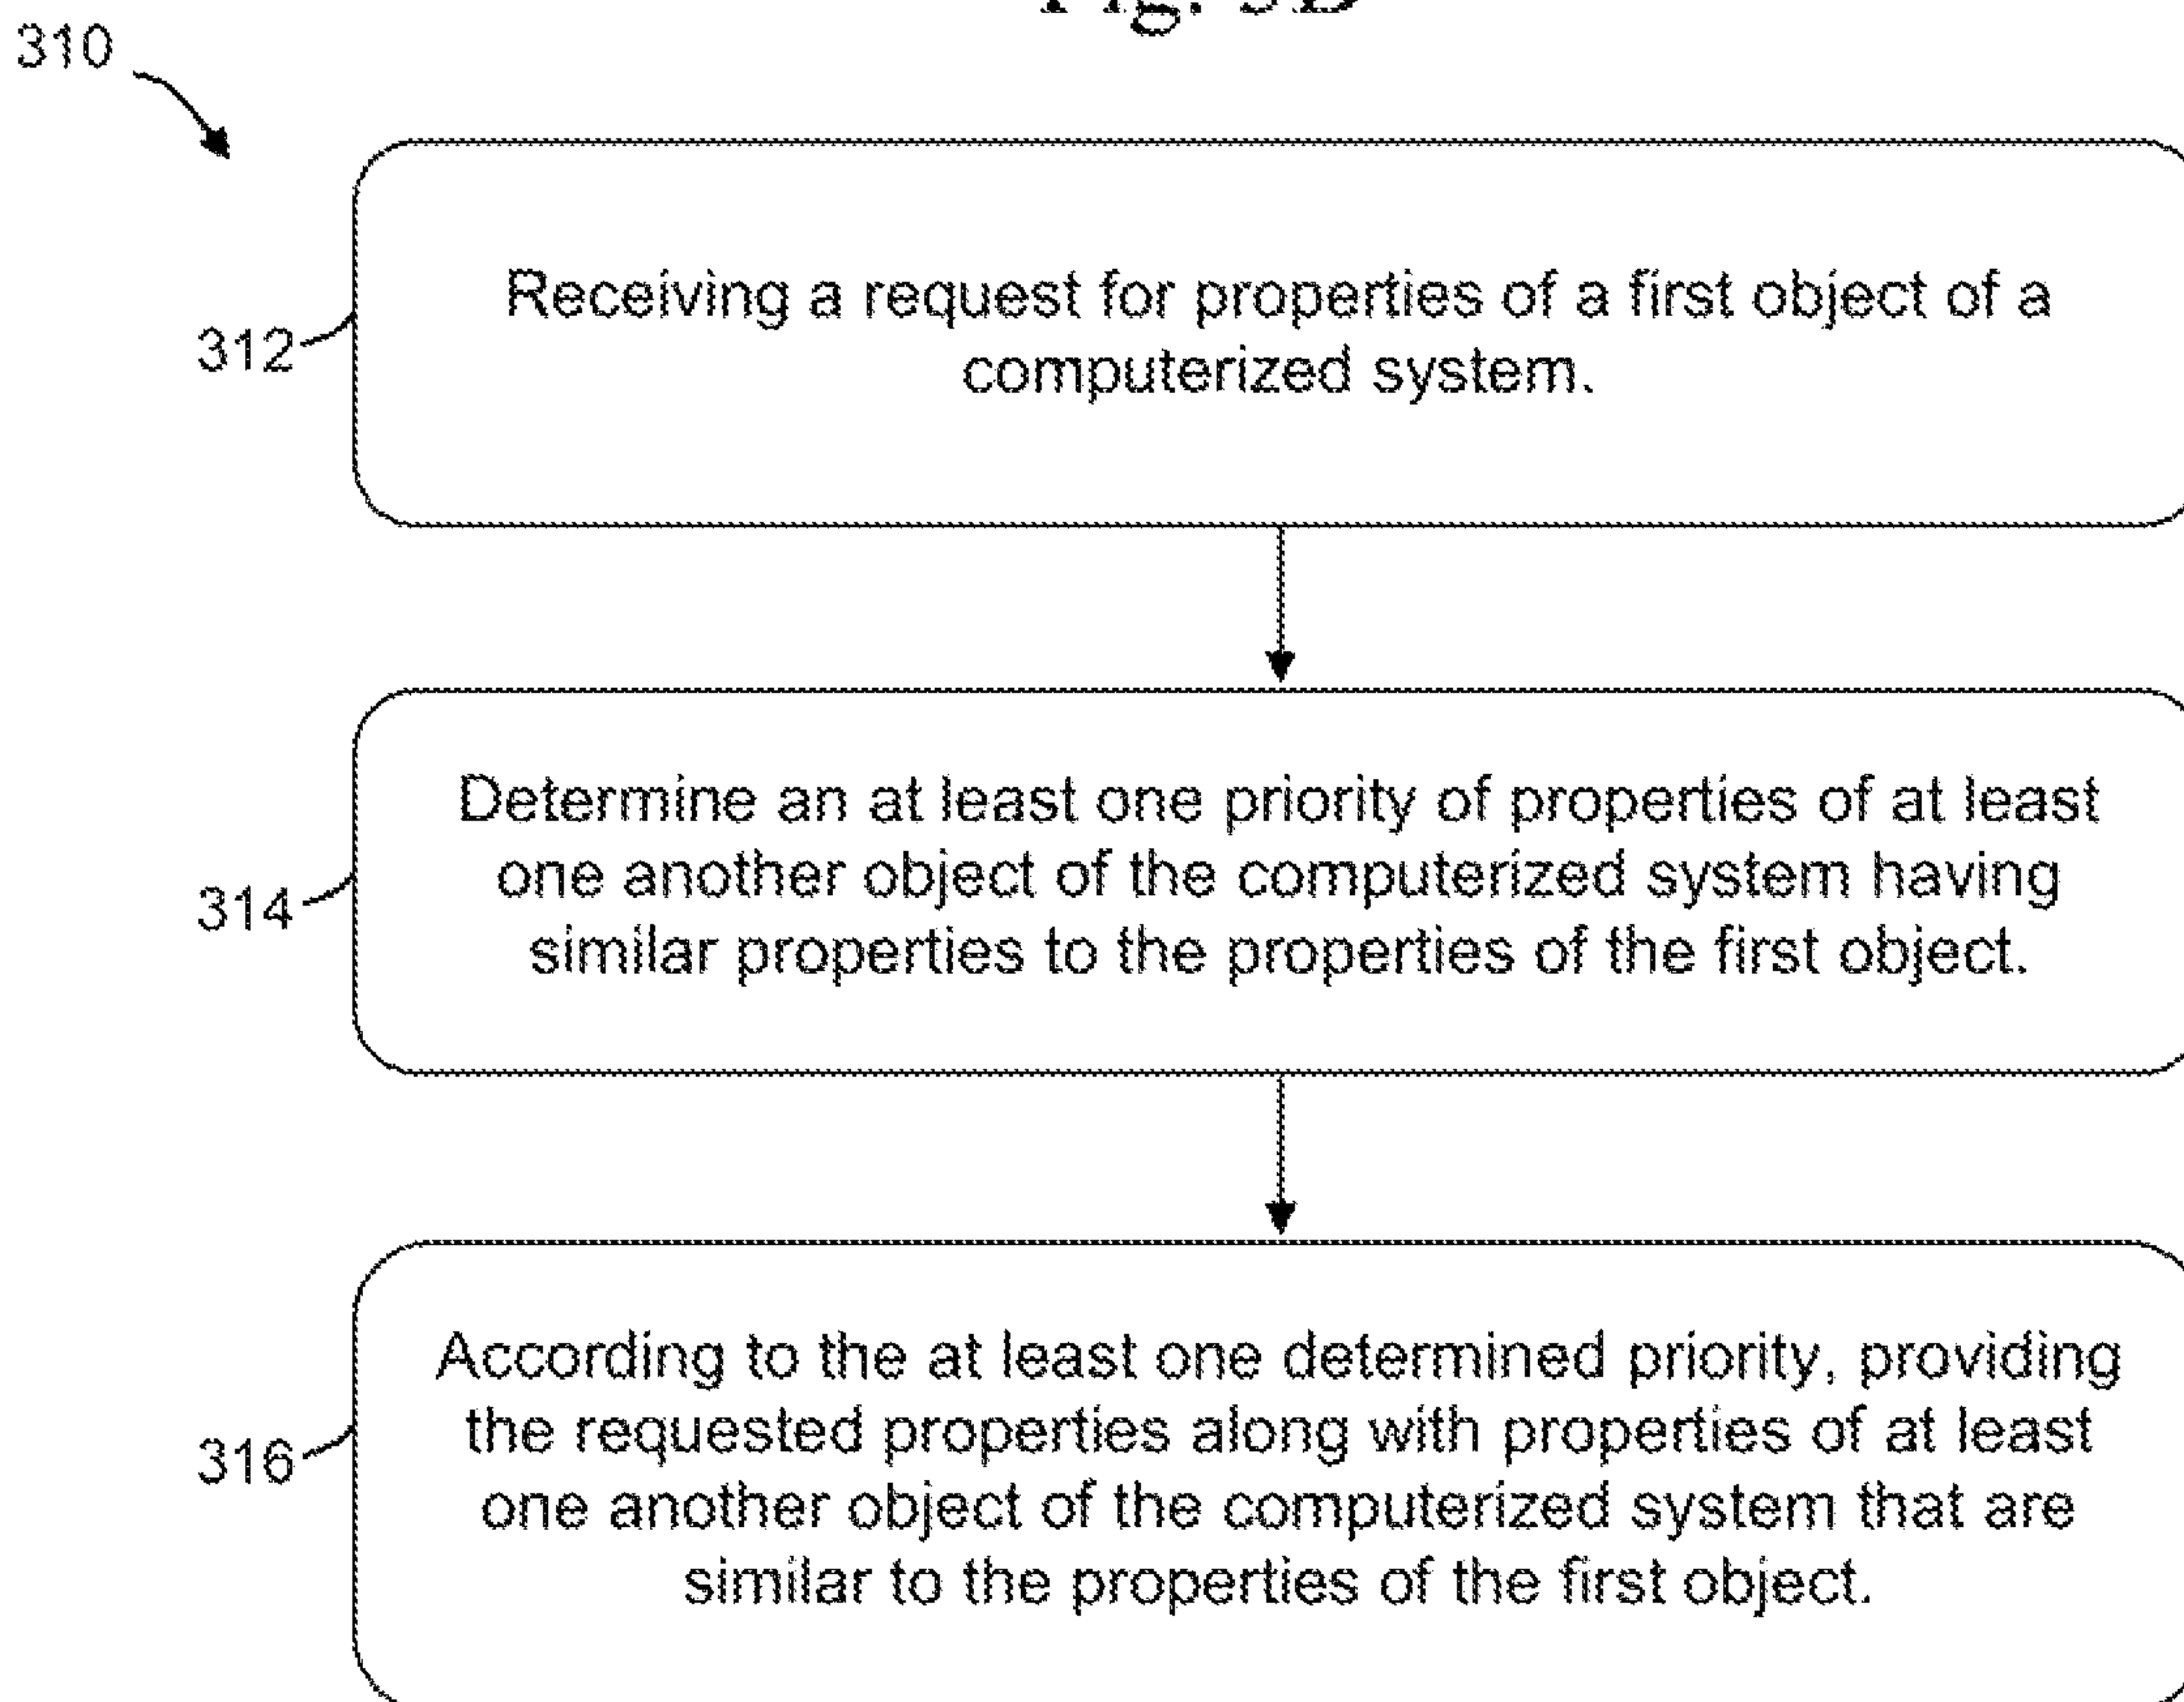 310
312
Receiving a request for properties of a first object of a
computerized system.
314
Determine an at least one priority of properties of at least
one another object of the computerized system having
similar properties to the properties of the first object.
316
According to the at least one determined priority, providing
the requested properties along with properties of at least
one another object of the computerized system that are
similar to the properties of the first object.